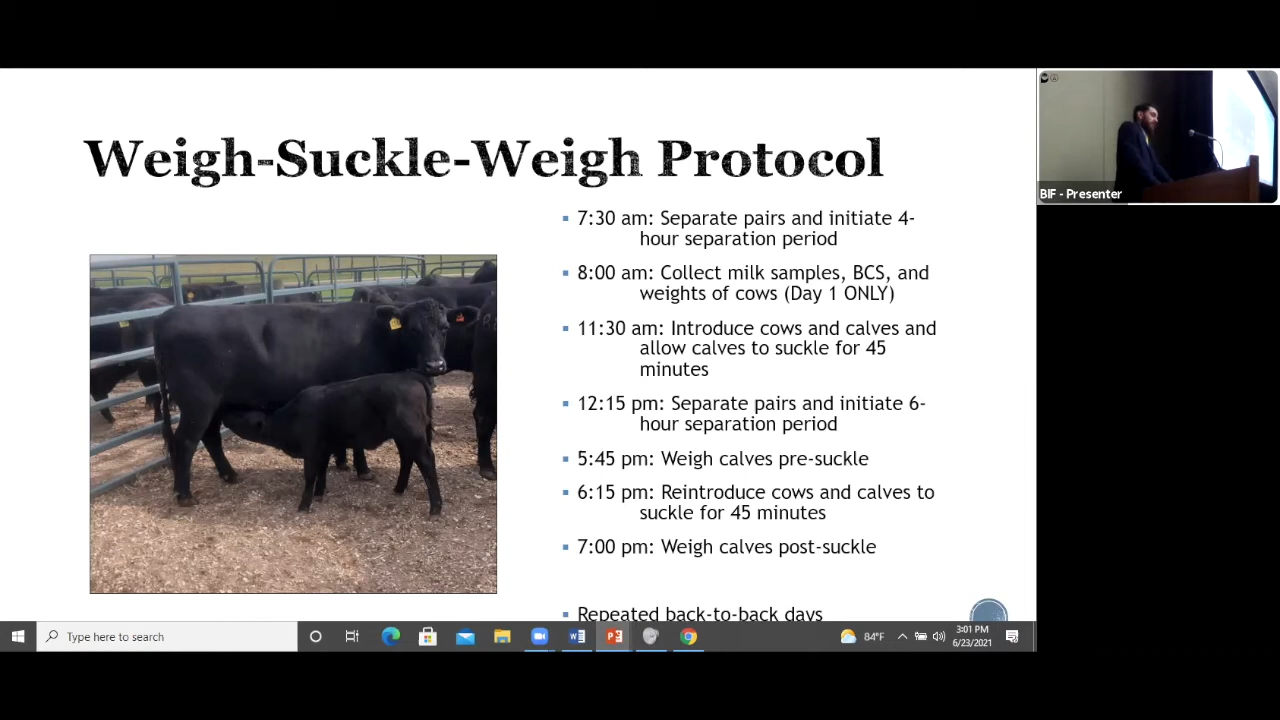 Weigh-Suckle-Weigh Protocol
▪ 7:30 am: Separate pairs and initiate 4-
hour separation period
▪ 8:00 am: Collect milk samples, BCS, and
weights of cows (Day 1 ONLY)
▪ 11:30 am: Introduce cows and calves and
allow calves to suckle for 45
minutes
▪ 12:15 pm: Separate pairs and initiate 6-
hour separation period
▪ 5:45 pm: Weigh calves pre-suckle
▪ 6:15 pm: Reintroduce cows and calves to
suckle for 45 minutes
▪ 7:00 pm: Weigh calves post-suckle
▪ Repeated back-to-back days
BIF - Presenter
Type here to search
84°F
3:01 PM
6/23/2021